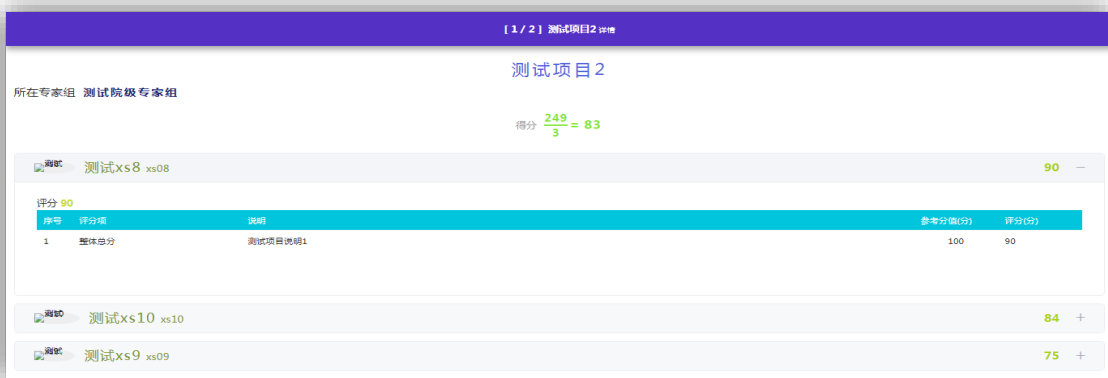 [ 1 / 2 ] 测试项目2 详情
测试项目2
所在专家组 测试院级专家组
得分 249/3 = 83
测试 测试xs8 xs08 90 −
评分 90
序号 评分项 说明 参考分值(分) 评分(分)
1 整体总分 测试项目说明1 100 90
测试xs10 xs10 84 +
测试 测试xs9 xs09 75 +